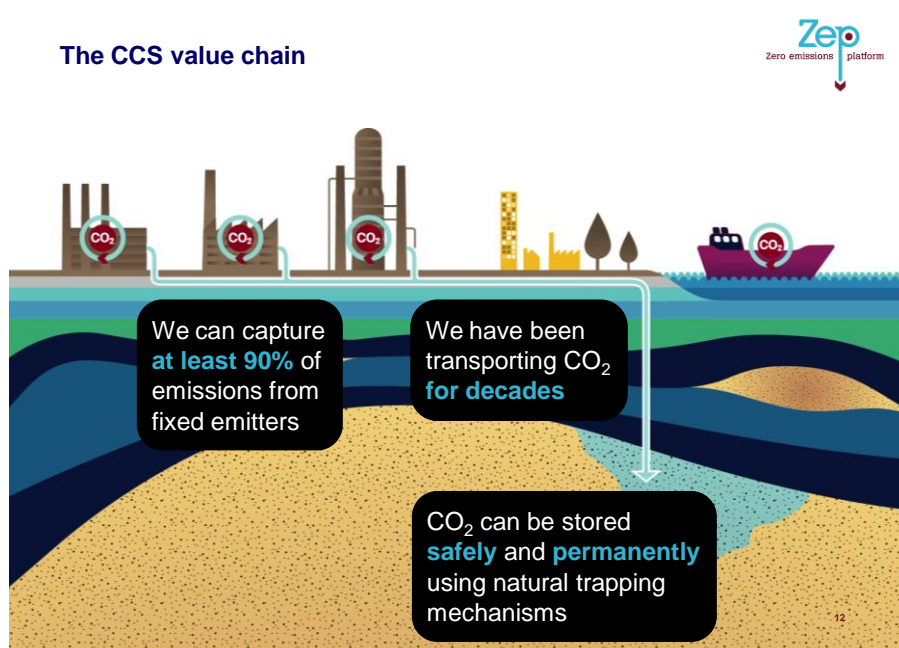 The CCS value chain
Zep
Zero emissions platform
CO₂
CO₂
CO₂
CO₂
We can capture
at least 90% of
emissions from
fixed emitters
We have been
transporting CO₂
for decades
CO₂ can be stored
safely and permanently
using natural trapping
mechanisms
12